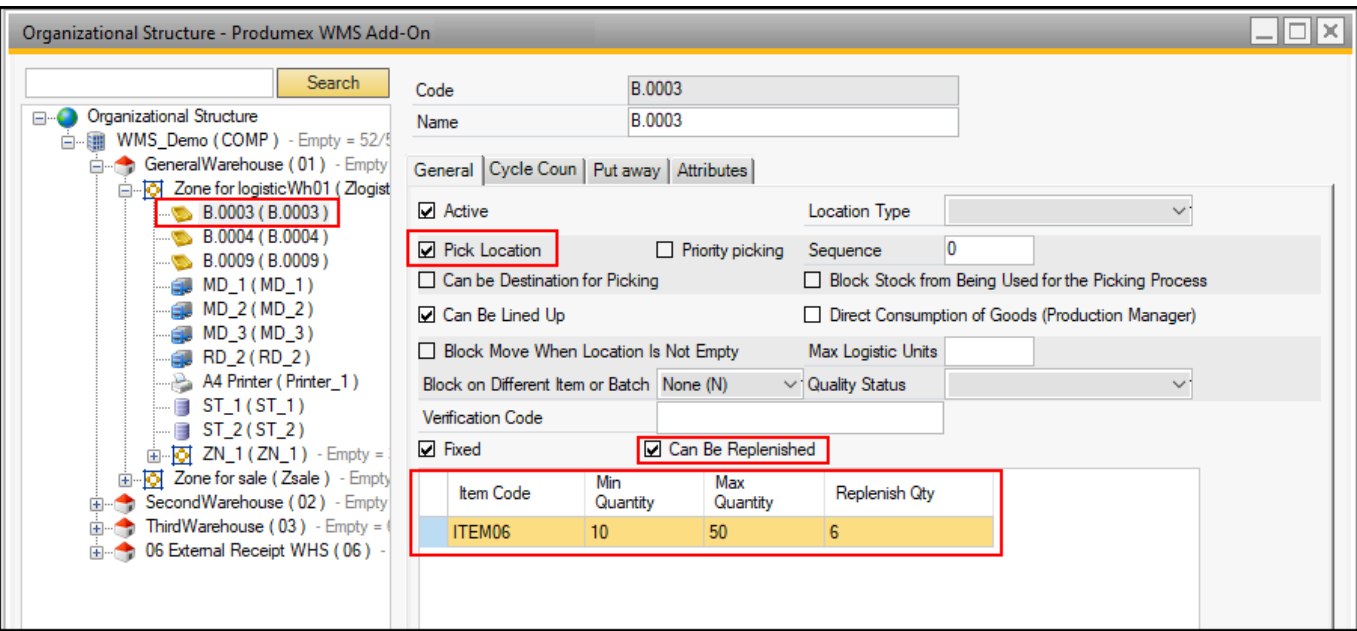 Organizational Structure - Produmex WMS Add-On
Search
Organizational Structure
WMS_Demo ( COMP ) - Empty = 52/5
GeneralWarehouse ( 01 ) - Empty
Zone for logisticWh01 ( Zlogist
B.0003 ( B.0003 )
B.0004 ( B.0004 )
B.0009 ( B.0009 )
MD_1 ( MD_1 )
MD_2 ( MD_2 )
MD_3 ( MD_3 )
RD_2 ( RD_2 )
A4 Printer ( Printer_1 )
ST_1 ( ST_1 )
ST_2 ( ST_2 )
ZN_1 ( ZN_1 ) - Empty =
Zone for sale ( Zsale ) - Empty
SecondWarehouse ( 02 ) - Empty
ThirdWarehouse ( 03 ) - Empty =
06 External Receipt WHS ( 06 ) -
Code B.0003
Name B.0003
General Cycle Coun Put away Attributes
Active Location Type
Pick Location Priority picking Sequence 0
Can be Destination for Picking Block Stock from Being Used for the Picking Process
Can Be Lined Up Direct Consumption of Goods (Production Manager)
Block Move When Location Is Not Empty Max Logistic Units
Block on Different Item or Batch None (N) Quality Status
Verification Code
Fixed Can Be Replenished
Item Code Min Quantity Max Quantity Replenish Qty
ITEM06 10 50 6